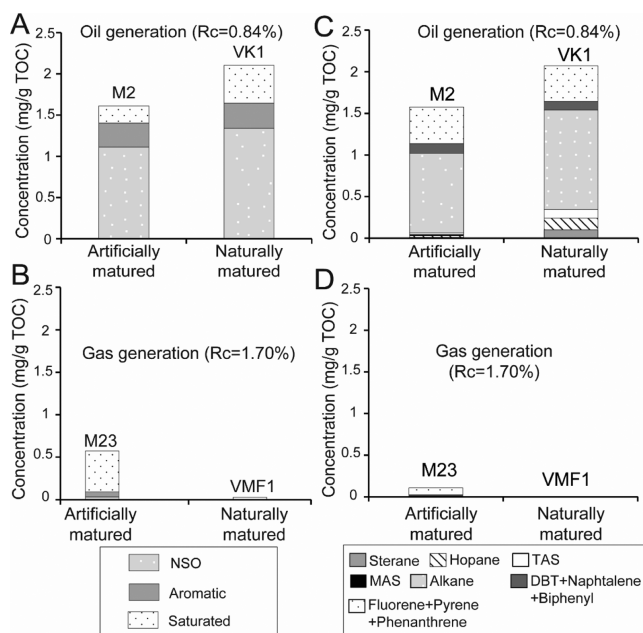 A
Oil generation (Rc=0.84%)
VK1
M2
Concentration (mg/g TOC)
2.5
2
1.5
1
0.5
0
Artificially
matured
Naturally
matured
B
Gas generation (Rc=1.70%)
M23
VMF1
Concentration (mg/g TOC)
2.5
2
1.5
1
0.5
0
Artificially
matured
Naturally
matured
NSO
Aromatic
Saturated
C
Oil generation (Rc=0.84%)
VK1
M2
Concentration (mg/g TOC)
2.5
2
1.5
1
0.5
0
Artificially
matured
Naturally
matured
D
Gas generation
(Rc=1.70%)
M23
VMF1
Concentration (mg/g TOC)
2.5
2
1.5
1
0.5
0
Artificially
matured
Naturally
matured
Sterane Hopane TAS
MAS Alkane DBT+Naphtalene
+Biphenyl
Fluorene+Pyrene
+Phenanthrene